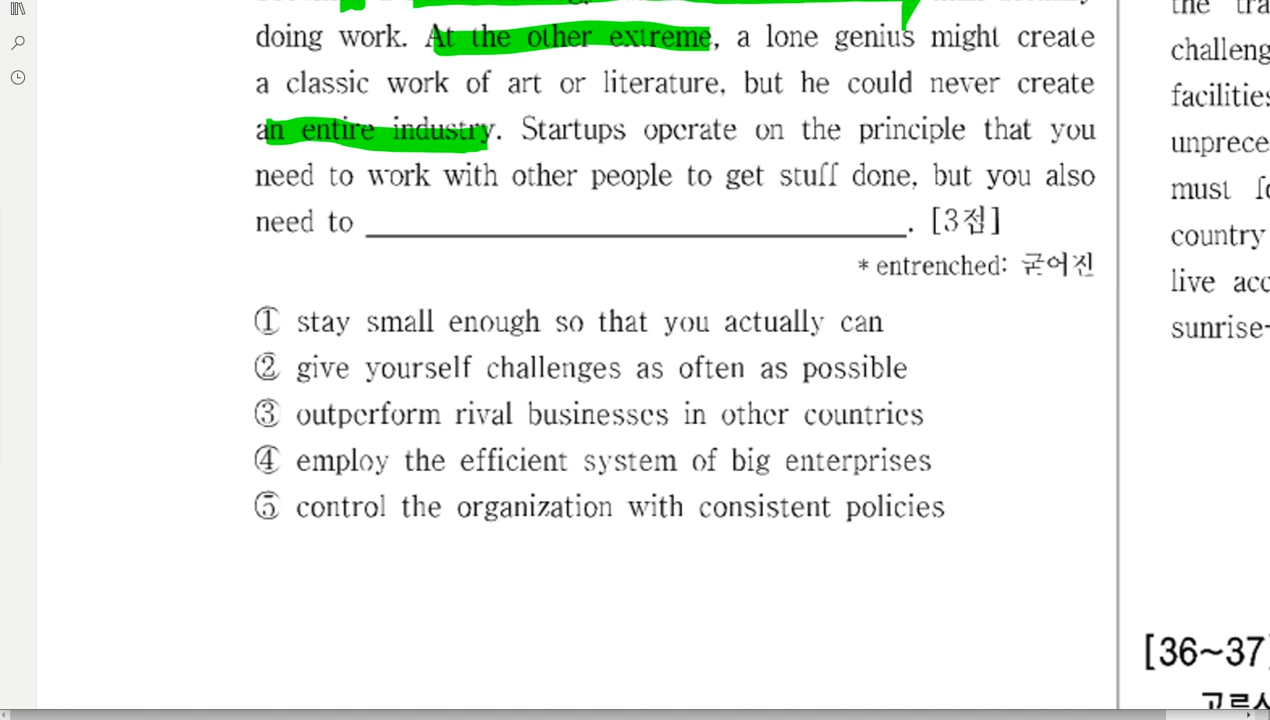 doing work. At the other extreme, a lone genius might create
a classic work of art or literature, but he could never create
an entire industry. Startups operate on the principle that you
need to work with other people to get stuff done, but you also
need to ____________________. [3점]
* entrenched: 굳어진
① stay small enough so that you actually can
② give yourself challenges as often as possible
③ outperform rival businesses in other countries
④ employ the efficient system of big enterprises
⑤ control the organization with consistent policies
the
challeng
facilities
unprece
must
country
live acc
sunrise-
[36~37]